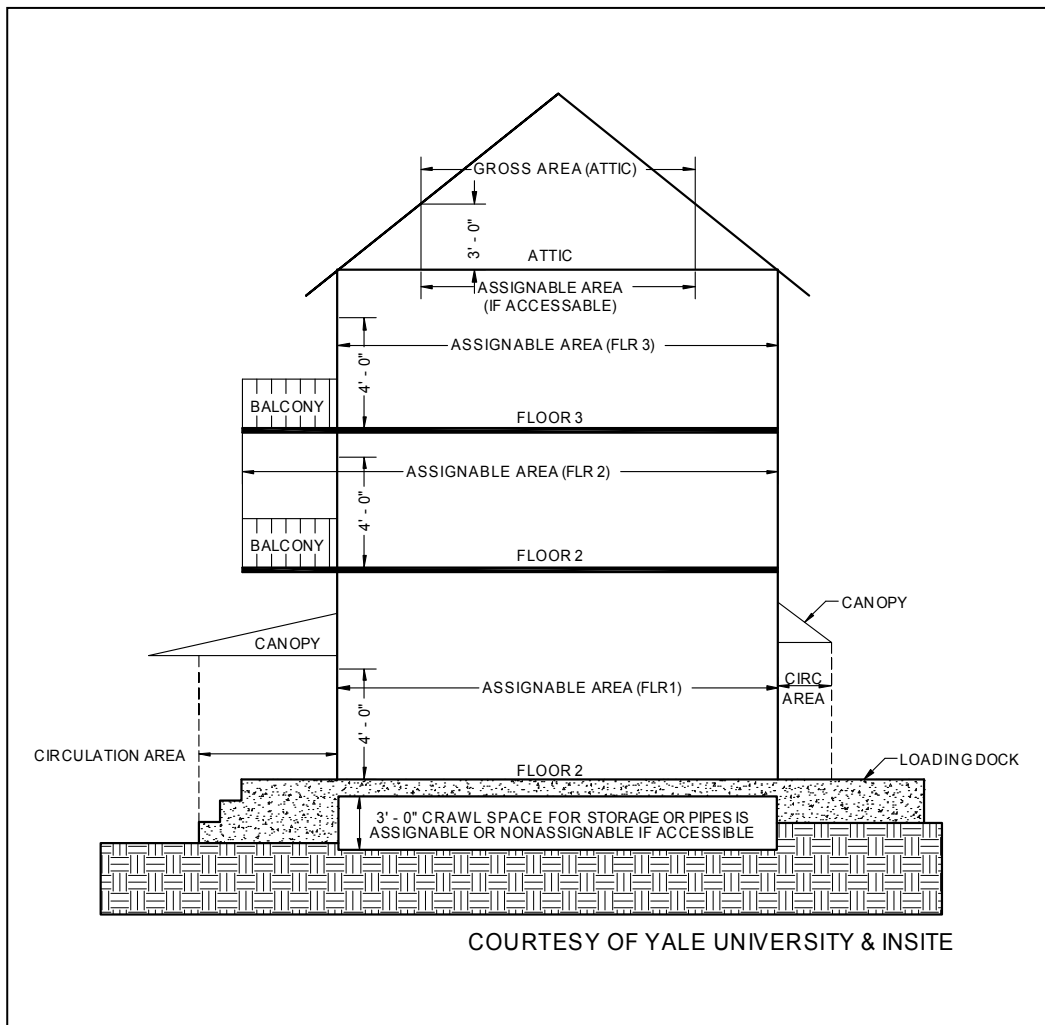 GROSS AREA (ATTIC)
3' - 0"
ATTIC
ASSIGNABLE AREA
(IF ACCESSABLE)
ASSIGNABLE AREA (FLR 3)
4' - 0"
BALCONY
FLOOR 3
ASSIGNABLE AREA (FLR 2)
4' - 0"
BALCONY
FLOOR 2
CANOPY
CANOPY
ASSIGNABLE AREA (FLR1)
CIRC
AREA
4' - 0"
CIRCULATION AREA
LOADING DOCK
FLOOR 2
3' - 0" CRAWL SPACE FOR STORAGE OR PIPES IS
ASSIGNABLE OR NONASSIGNABLE IF ACCESSIBLE
COURTESY OF YALE UNIVERSITY & INSITE